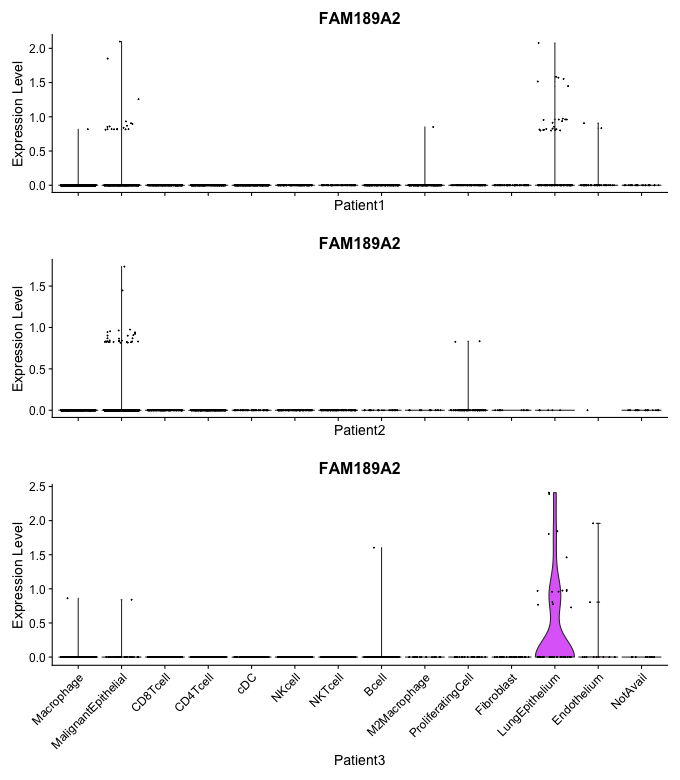 FAM189A2
2.0
1.5
1.0
0.5
0.0
Expression Level
Patient1
FAM189A2
1.5
1.0
0.5
0.0
Expression Level
Patient2
FAM189A2
2.5
2.0
1.5
1.0
0.5
0.0
Expression Level
Macrophage
MalignantEpithelial
CD8Tcell
CD4Tcell
cDC
NKcell
NKTcell
Bcell
M2Macrophage
ProliferatingCell
Fibroblast
LungEpithelium
Endothelium
NotAvail
Patient3